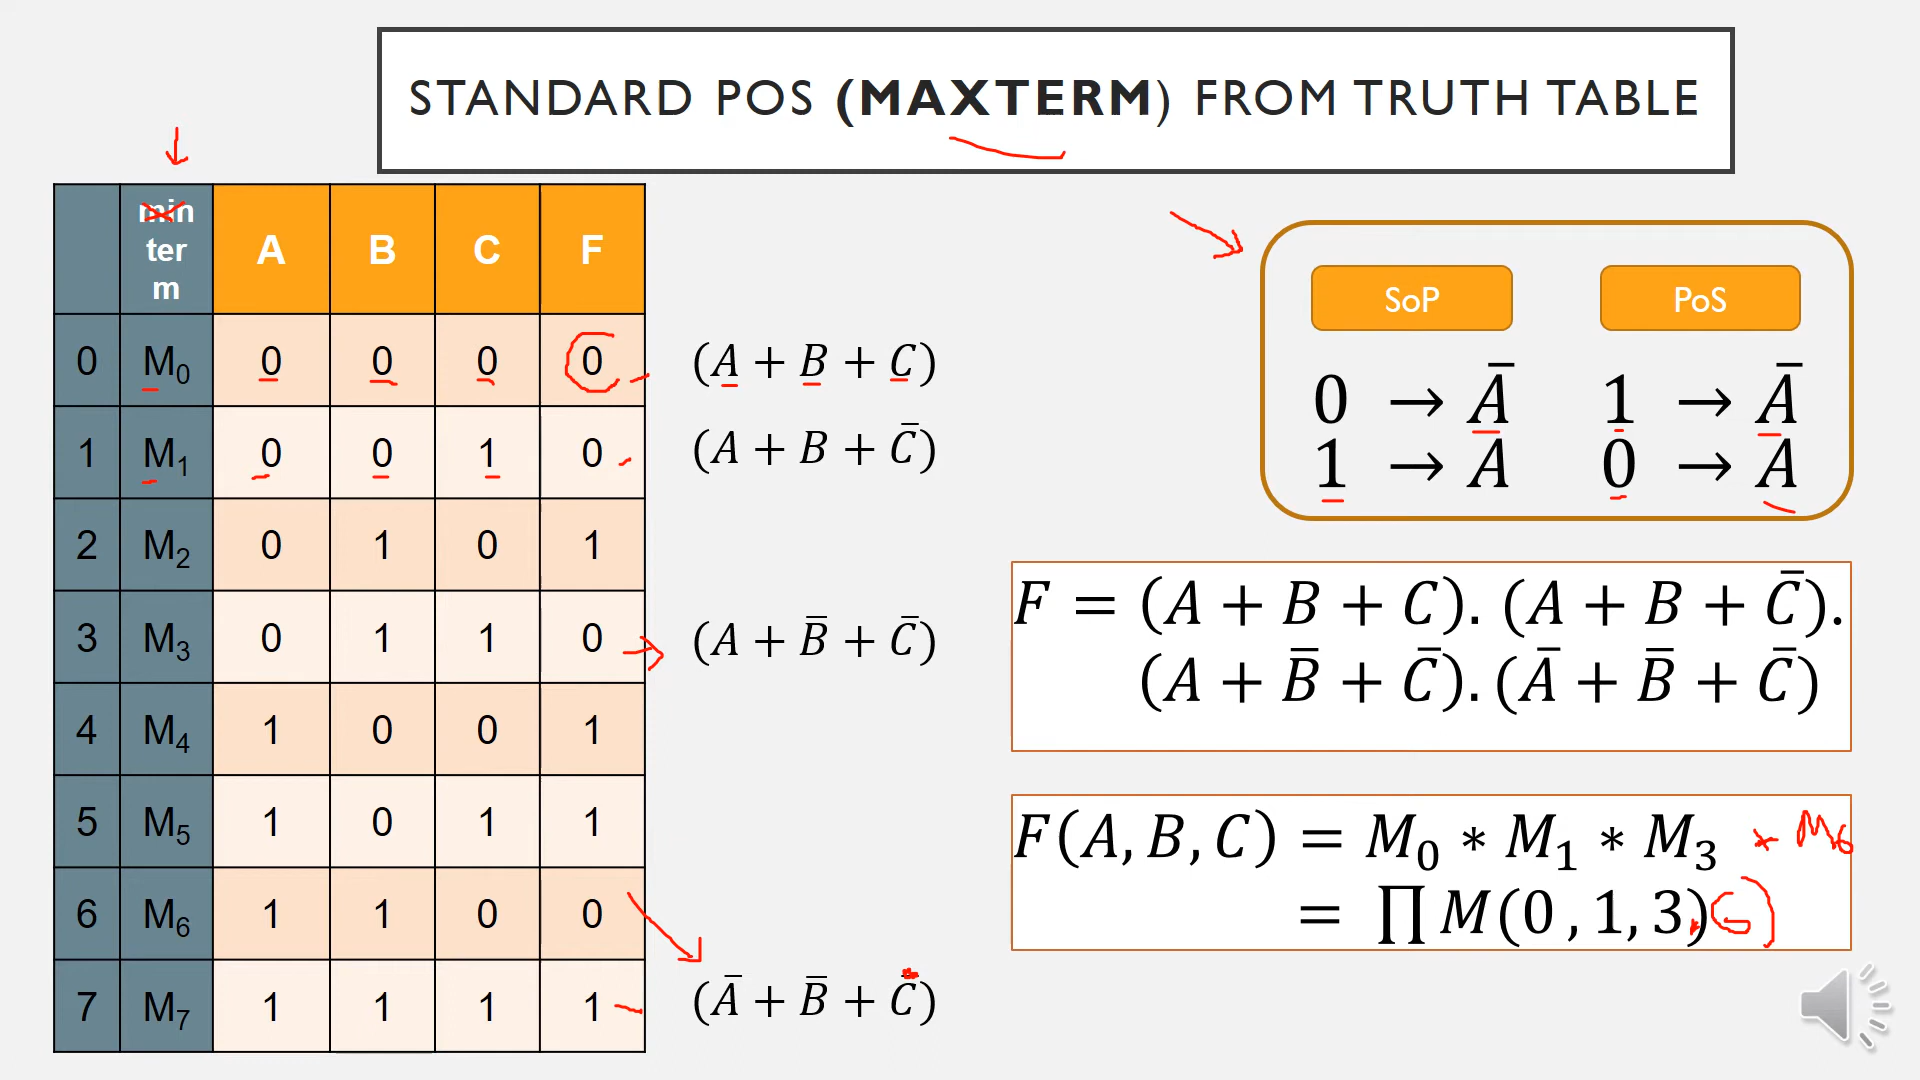 STANDARD POS (MAXTERM) FROM TRUTH TABLE
min
ter
m
A B C F
0 M₀ 0 0 0 0 (A + B + C)
1 M₁ 0 0 1 0 (A + B + C̅)
2 M₂ 0 1 0 1
3 M₃ 0 1 1 0 (A + B̅ + C̅)
4 M₄ 1 0 0 1
5 M₅ 1 0 1 1
6 M₆ 1 1 0 0
7 M₇ 1 1 1 1 (A̅ + B̅ + C̅)
SoP PoS
0 → A̅ 1 → A̅
1 → A 0 → A
F = (A + B + C). (A + B + C̅).
(A + B̅ + C̅). (A̅ + B̅ + C̅)
F(A, B, C) = M₀ ∗ M₁ ∗ M₃ * M₆
= ∏ M(0 , 1, 3), 6)